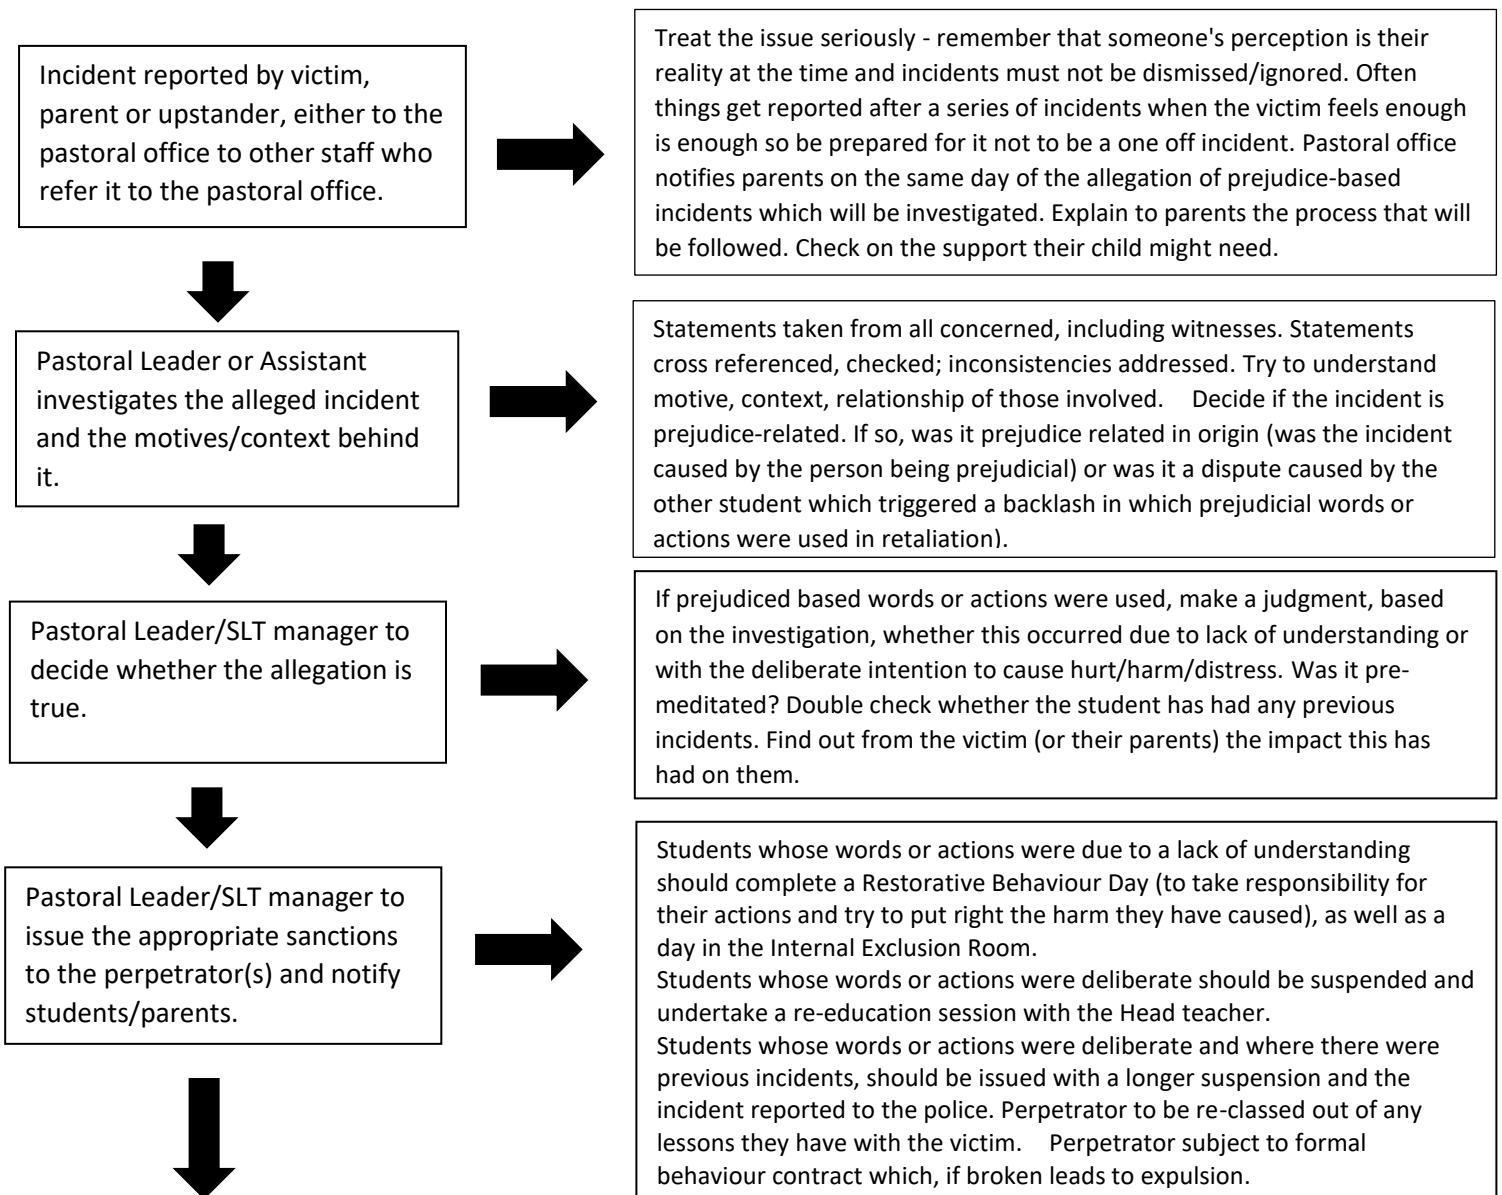 Incident reported by victim,
parent or upstander, either to the
pastoral office to other staff who
refer it to the pastoral office.
Treat the issue seriously - remember that someone's perception is their
reality at the time and incidents must not be dismissed/ignored. Often
things get reported after a series of incidents when the victim feels enough
is enough so be prepared for it not to be a one off incident. Pastoral office
notifies parents on the same day of the allegation of prejudice-based
incidents which will be investigated. Explain to parents the process that will
be followed. Check on the support their child might need.
Pastoral Leader or Assistant
investigates the alleged incident
and the motives/context behind
it.
Statements taken from all concerned, including witnesses. Statements
cross referenced, checked; inconsistencies addressed. Try to understand
motive, context, relationship of those involved. Decide if the incident is
prejudice-related. If so, was it prejudice related in origin (was the incident
caused by the person being prejudicial) or was it a dispute caused by the
other student which triggered a backlash in which prejudicial words or
actions were used in retaliation).
Pastoral Leader/SLT manager to
decide whether the allegation is
true.
If prejudiced based words or actions were used, make a judgment, based
on the investigation, whether this occurred due to lack of understanding or
with the deliberate intention to cause hurt/harm/distress. Was it pre-
meditated? Double check whether the student has had any previous
incidents. Find out from the victim (or their parents) the impact this has
had on them.
Pastoral Leader/SLT manager to
issue the appropriate sanctions
to the perpetrator(s) and notify
students/parents.
Students whose words or actions were due to a lack of understanding
should complete a Restorative Behaviour Day (to take responsibility for
their actions and try to put right the harm they have caused), as well as a
day in the Internal Exclusion Room.
Students whose words or actions were deliberate should be suspended and
undertake a re-education session with the Head teacher.
Students whose words or actions were deliberate and where there were
previous incidents, should be issued with a longer suspension and the
incident reported to the police. Perpetrator to be re-classed out of any
lessons they have with the victim. Perpetrator subject to formal
behaviour contract which, if broken leads to expulsion.